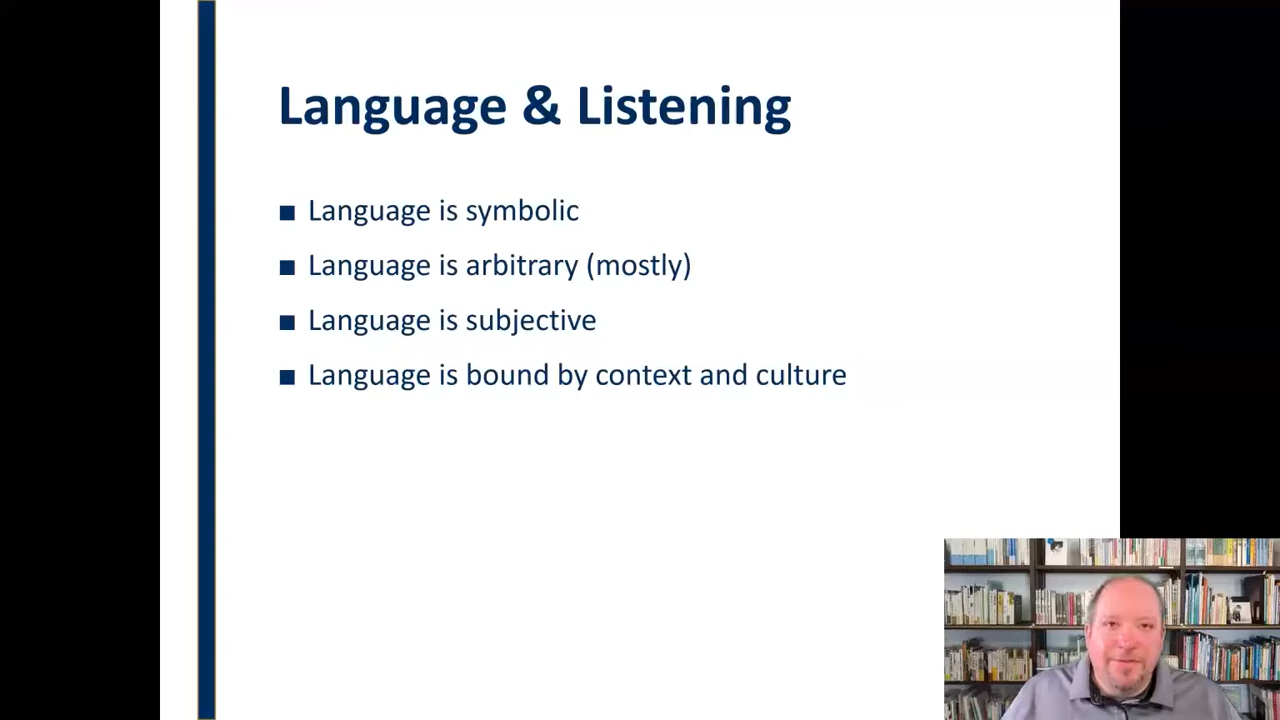 Language & Listening
■ Language is symbolic
■ Language is arbitrary (mostly)
■ Language is subjective
■ Language is bound by context and culture